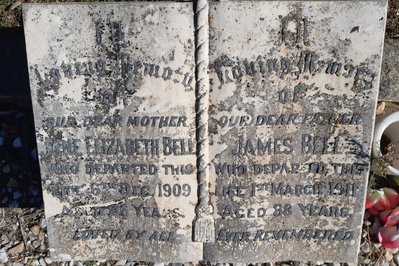 In
Loving Memory
of
OUR DEAR MOTHER
JANE ELIZABETH BELL
WHO DEPARTED THIS
LIFE 6TH DEC. 1909
AGED YEARS
LOVED BY ALL
In
Loving Memory
of
OUR DEAR FATHER
JAMES BELL
WHO DEPARTED THIS
LIFE 1ST MARCH 1911
AGED 88 YEARS.
EVER REMEMBERED